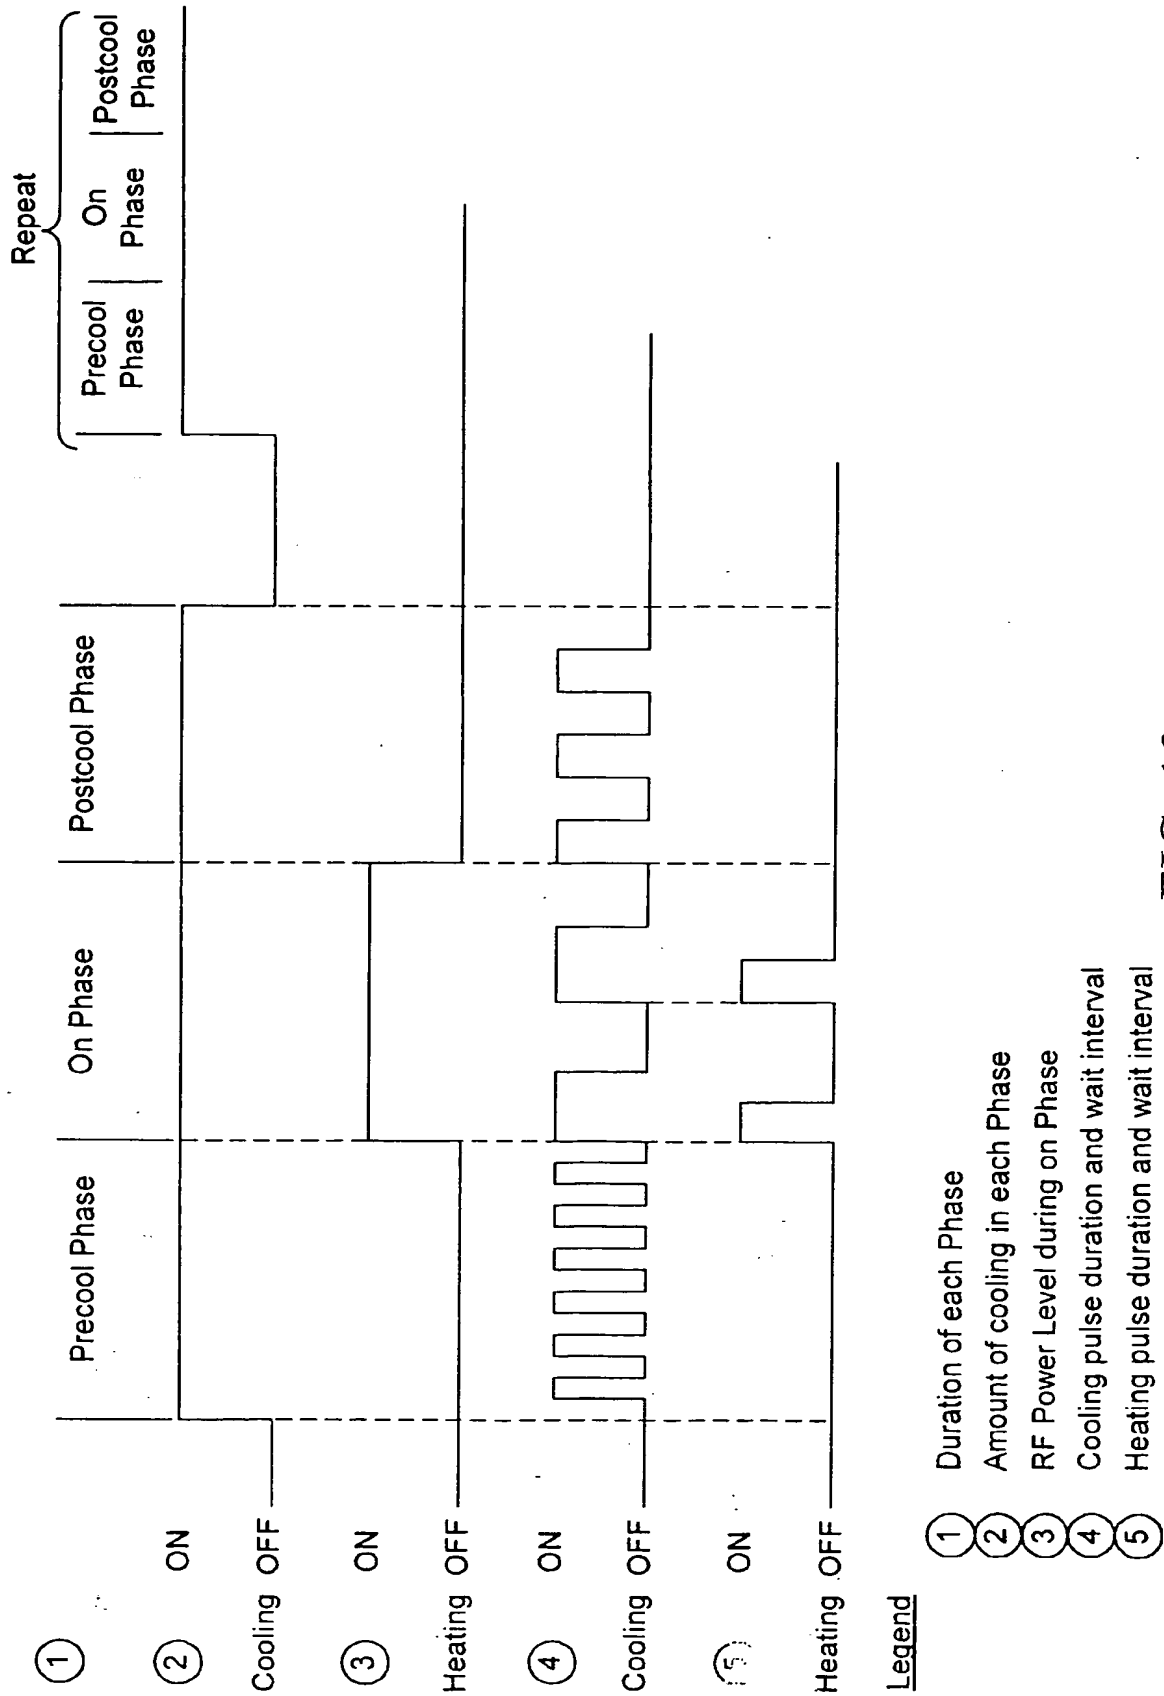 Repeat
Precool Phase
On Phase
Postcool Phase
Precool
Phase
On
Phase
Postcool
Phase
1
2
ON
Cooling OFF
3
ON
Heating OFF
4
ON
Cooling OFF
5
ON
Heating OFF
Legend
1 Duration of each Phase
2 Amount of cooling in each Phase
3 RF Power Level during on Phase
4 Cooling pulse duration and wait interval
5 Heating pulse duration and wait interval